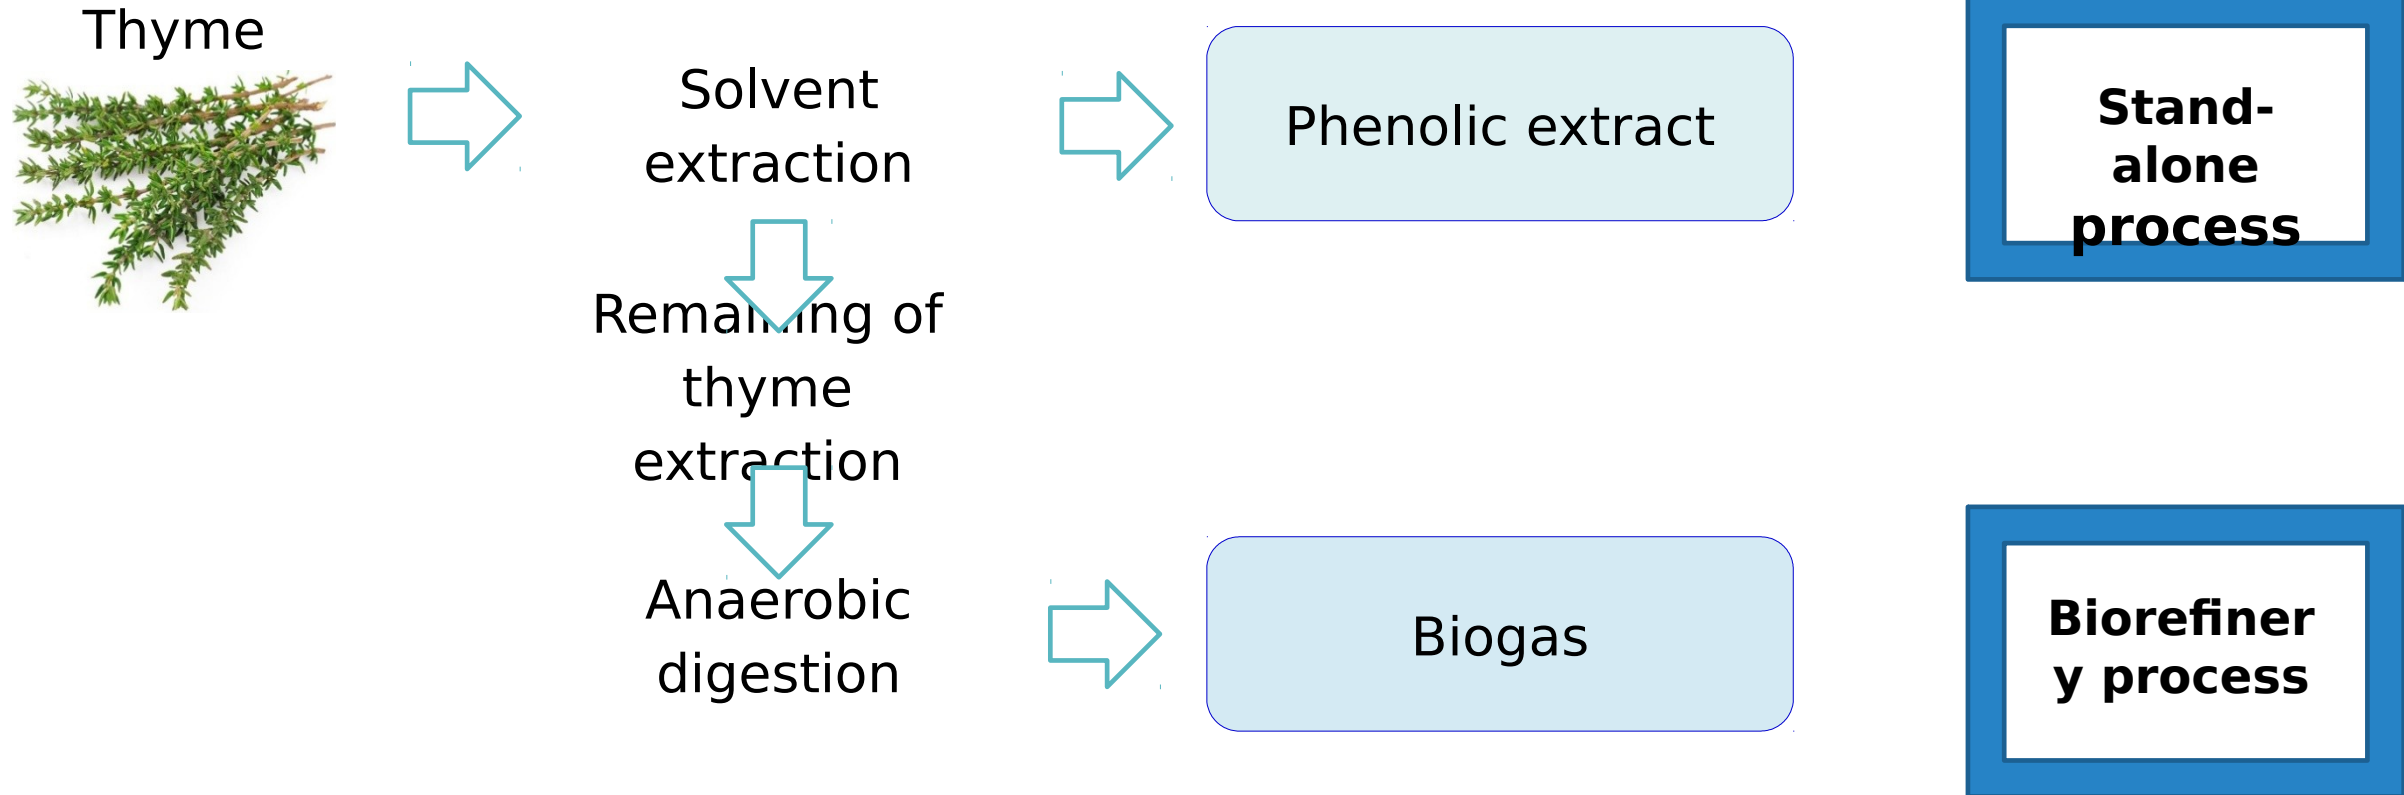 Thyme
Solvent
extraction
Phenolic extract
Stand-
alone
process
Remaining of
thyme
extraction
Anaerobic
digestion
Biogas
Biorefiner
y process